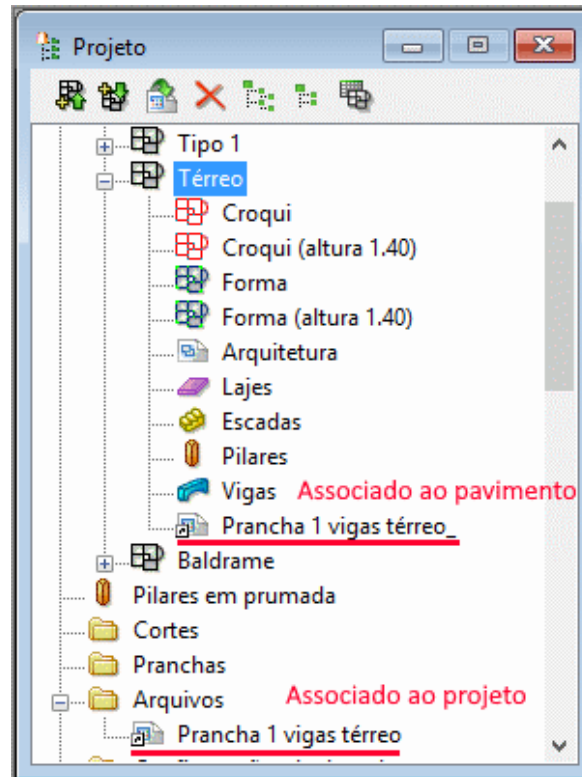 Projeto
Tipo 1
Térreo
Croqui
Croqui (altura 1.40)
Forma
Forma (altura 1.40)
Arquitetura
Lajes
Escadas
Pilares
Vigas Associado ao pavimento
Prancha 1 vigas térreo_
Baldrame
Pilares em prumada
Cortes
Pranchas
Arquivos Associado ao projeto
Prancha 1 vigas térreo